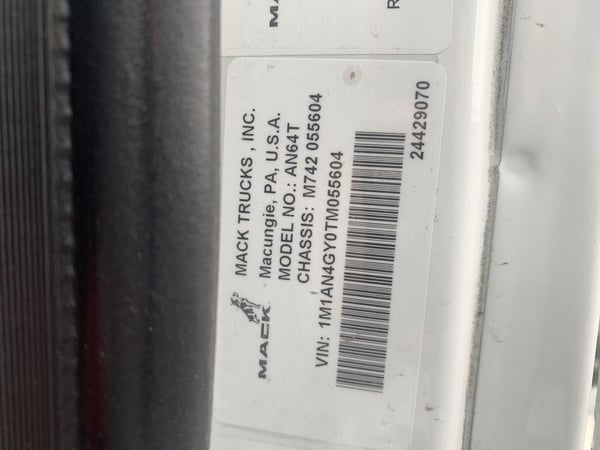 MACK
MACK TRUCKS , INC.
Macungie, PA, U.S.A.
MODEL NO.: AN64T
CHASSIS: M742 055604
VIN: 1M1AN4GY0TM055604
24429070